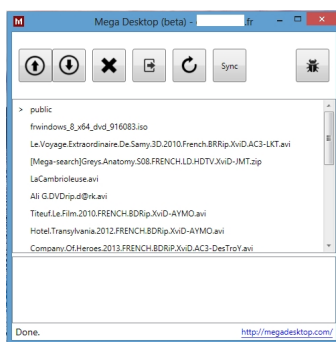 M Mega Desktop (beta) - .fr
Sync
> public
frwindows_8_x64_dvd_916083.iso
Le.Voyage.Extraordinaire.De.Samy.3D.2010.French.BRRip.XviD.AC3-LKT.avi
[Mega-search]Greys.Anatomy.S08.FRENCH.LD.HDTV.XviD-JMT.zip
LaCambrioleuse.avi
Ali G.DVDrip.d@rk.avi
Titeuf.Le.Film.2010.FRENCH.BDRip.XviD-AYMO.avi
Hotel.Transylvania.2012.FRENCH.BDRip.XviD-AYMO.avi
Company.Of.Heroes.2013.FRENCH.BDRiP.XviD.AC3-DesTroY.avi
Done.
http://megadesktop.com/